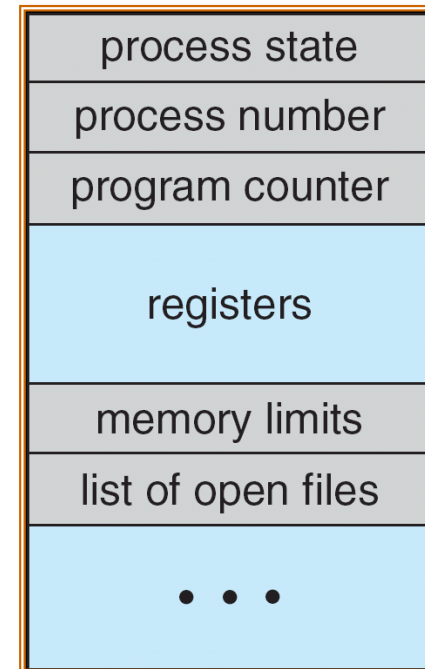 process state
process number
program counter
registers
memory limits
list of open files
• • •